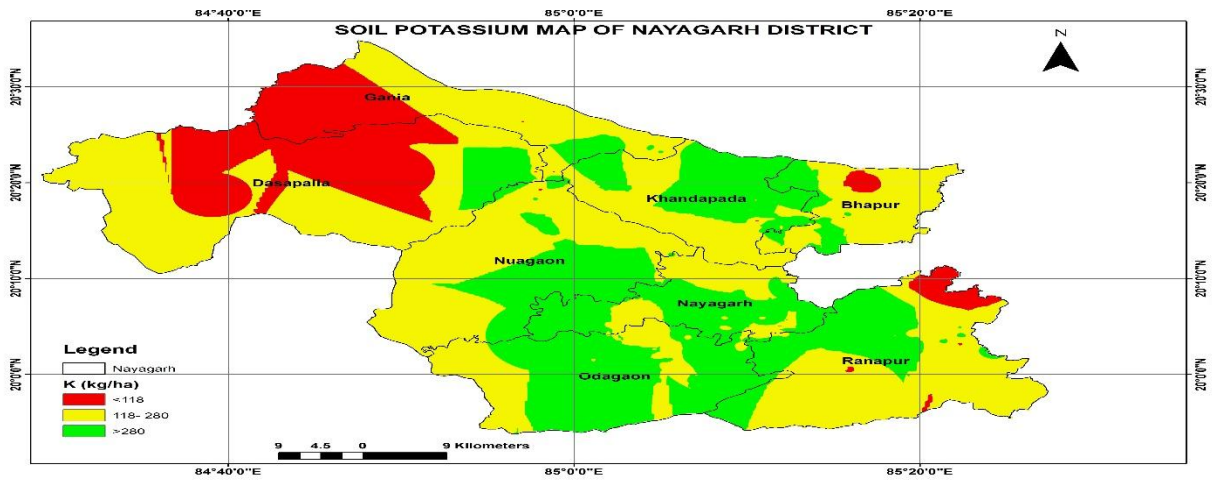 84°40'0"E 85°0'0"E 85°20'0"E
SOIL POTASSIUM MAP OF NAYAGARH DISTRICT
N
20°30'0"N 20°30'0"N
Gania
20°20'0"N 20°20'0"N
Dasapalla
Khandapada
Bhapur
Nuagaon
20°10'0"N 20°10'0"N
Nayagarh
Ranapur
20°0'0"N 20°0'0"N
Odagaon
Legend
Nayagarh
K (kg/ha)
<118
118- 280
>280
9 4.5 0 9 Kilometers
84°40'0"E 85°0'0"E 85°20'0"E